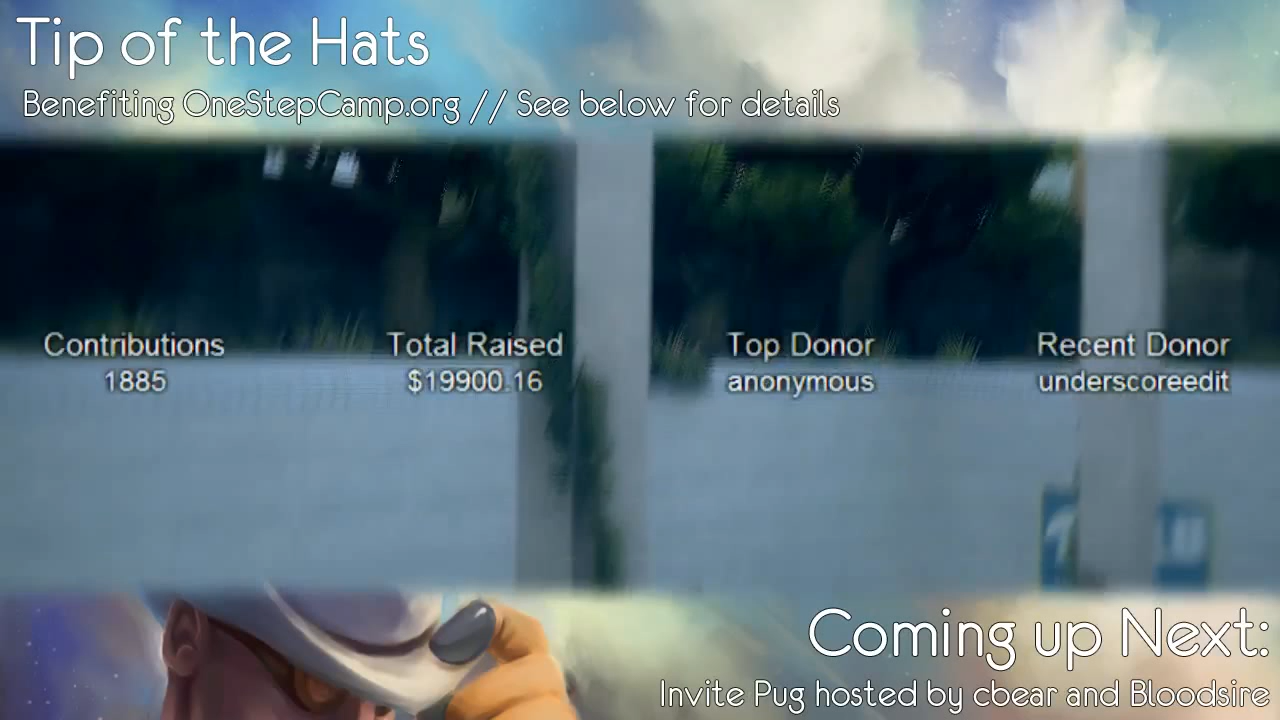 Tip of the Hats
Benefiting OneStepCamp.org // See below for details
Contributions
1885
Total Raised
$19900.16
Top Donor
anonymous
Recent Donor
underscoreedit
Coming up Next:
Invite Pug hosted by cbear and Bloodsire